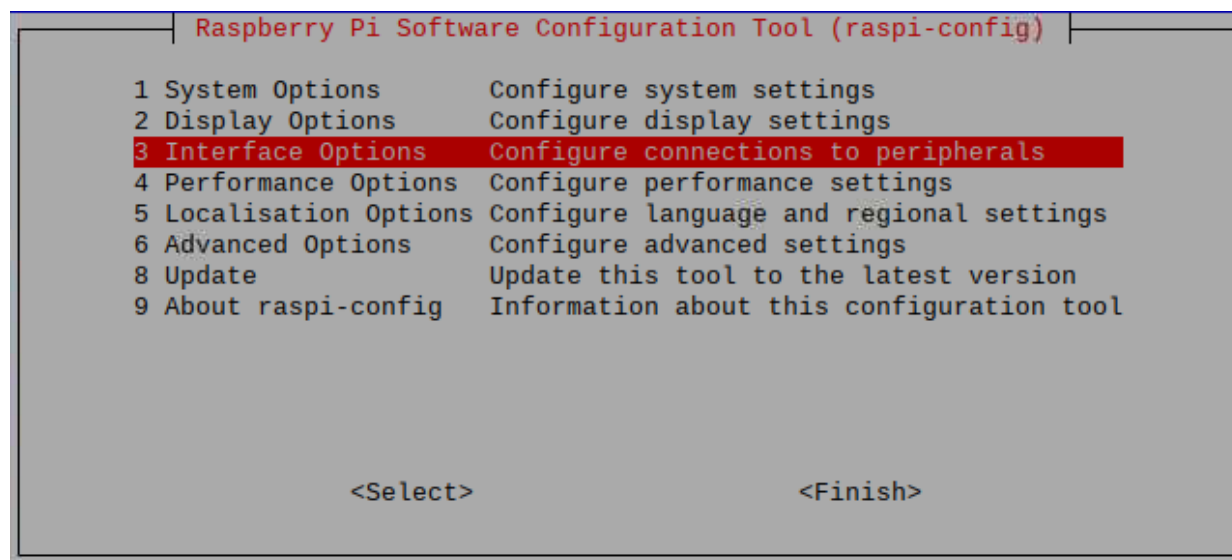 Raspberry Pi Software Configuration Tool (raspi-config)
1 System Options Configure system settings
2 Display Options Configure display settings
3 Interface Options Configure connections to peripherals
4 Performance Options Configure performance settings
5 Localisation Options Configure language and regional settings
6 Advanced Options Configure advanced settings
8 Update Update this tool to the latest version
9 About raspi-config Information about this configuration tool
<Select> <Finish>